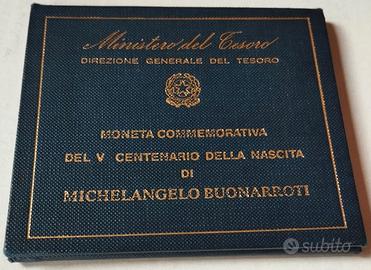 Ministero del Tesoro
DIREZIONE GENERALE DEL TESORO
MONETA COMMEMORATIVA
DEL V CENTENARIO DELLA NASCITA
DI
MICHELANGELO BUONARROTI
subito